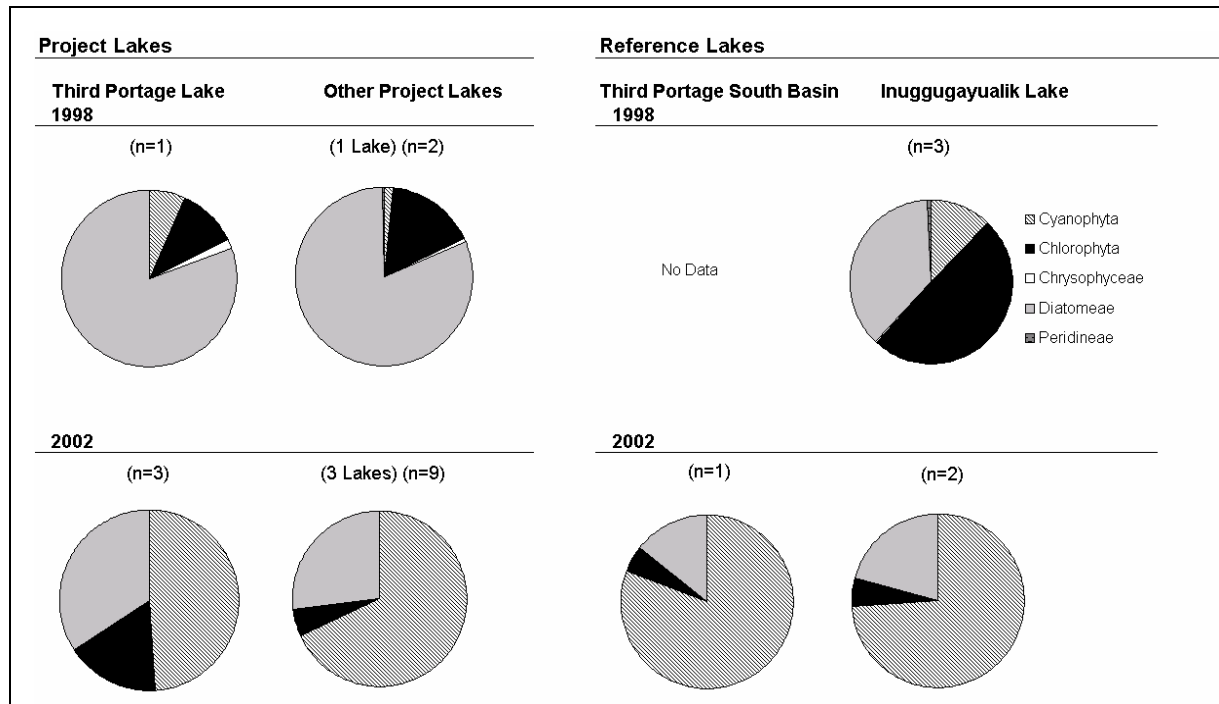 Project Lakes
Reference Lakes
Third Portage Lake
Other Project Lakes
Third Portage South Basin
Inuggugayualik Lake
1998
1998
(n=1)
(1 Lake) (n=2)
(n=3)
No Data
Cyanophyta
Chlorophyta
Chrysophyceae
Diatomeae
Peridineae
2002
2002
(n=3)
(3 Lakes) (n=9)
(n=1)
(n=2)